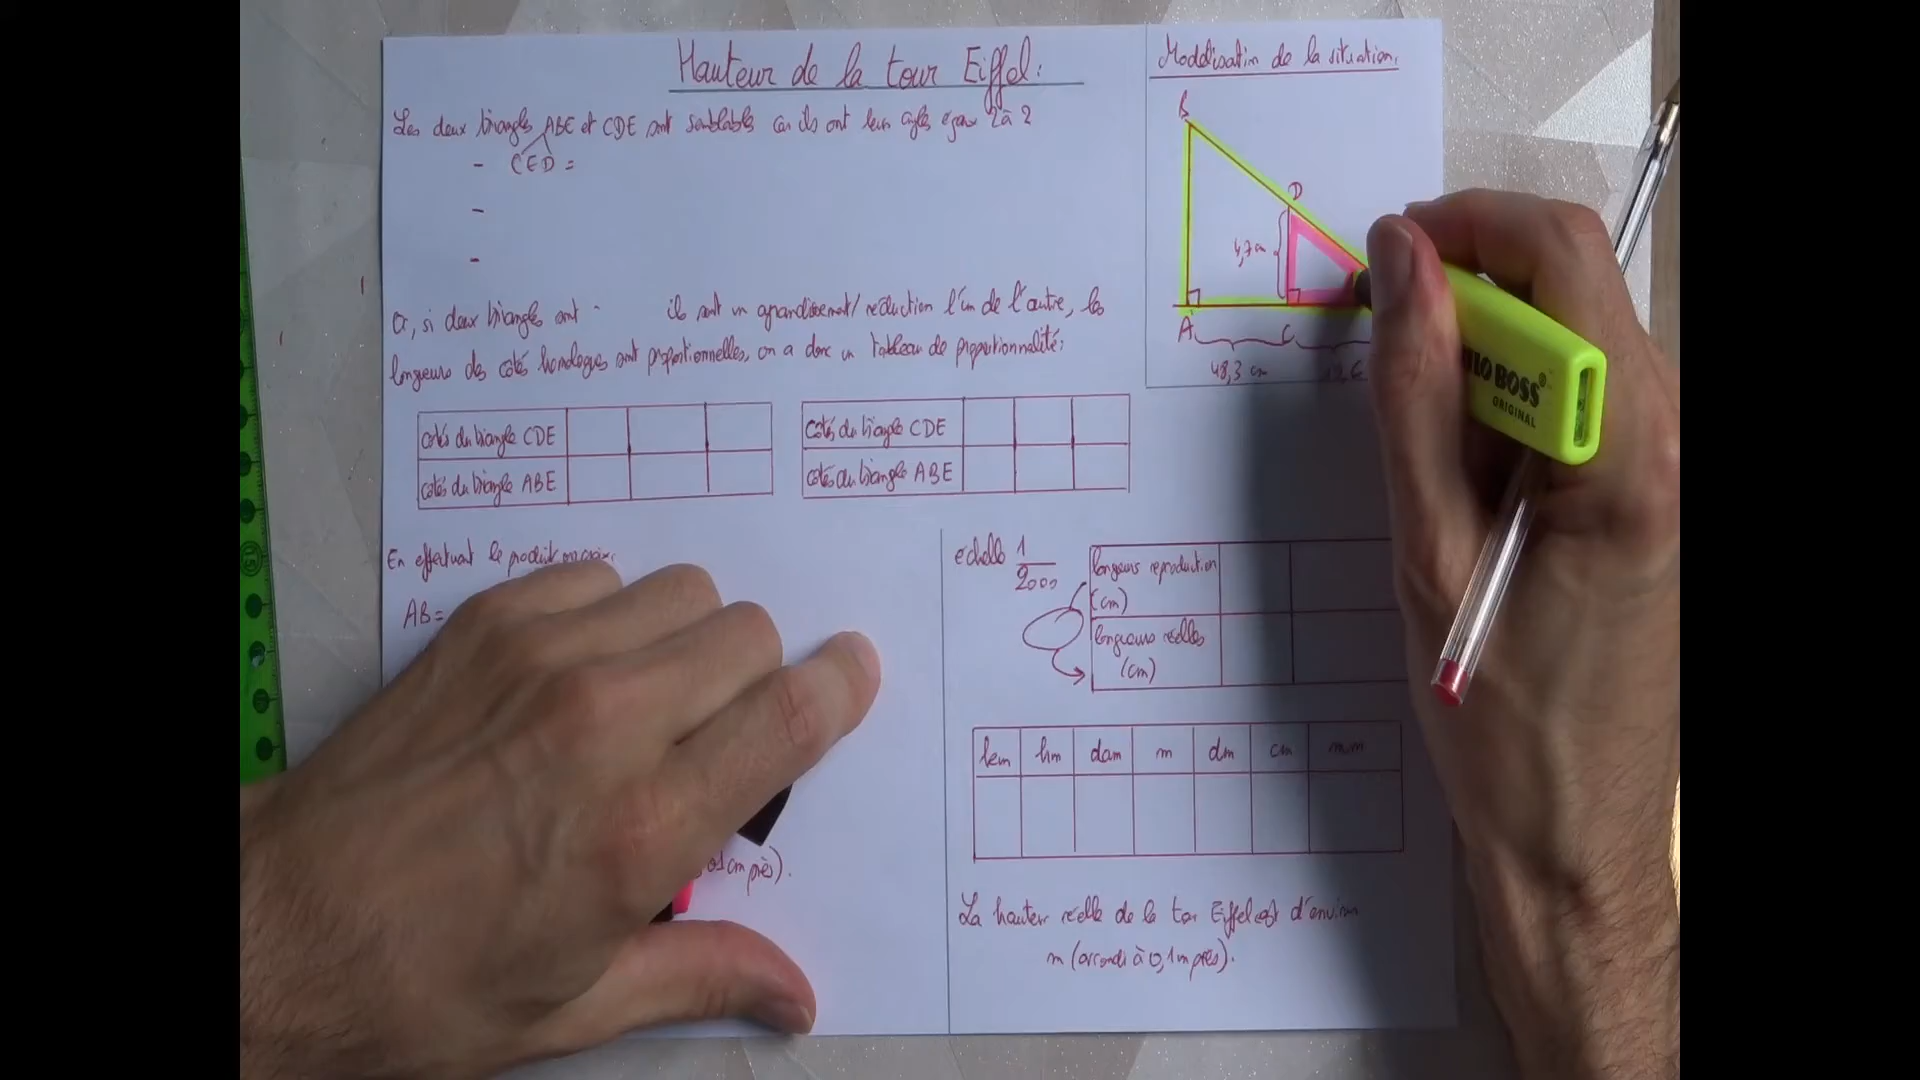 Hauteur de la tour Eiffel:
Les deux triangles ABE et CDE sont semblables car ils ont leurs angles égaux 2 à 2
- CED =
-
-
Or, si deux triangles sont - ils sont un agrandissement/réduction l'un de l'autre, les
longueurs des côtés homologues sont proportionnelles, on a donc un tableau de proportionnalité:
côtés du triangle CDE
côtés du triangle ABE
côtés du triangle CDE
côtés du triangle ABE
En effectuant le produit en croix:
AB=
01cm près).
Modélisation de la situation.
B
D
4,7 cm
A C
48,3 cm
échelle 1/2000
longueurs reproduction
(cm)
longueurs réelles
(cm)
km hm dam m dm cm mm
La hauteur réelle de la tour Eiffel est d'environ
m (arrondi à 0,1m près).
BOSS®
ORIGINAL